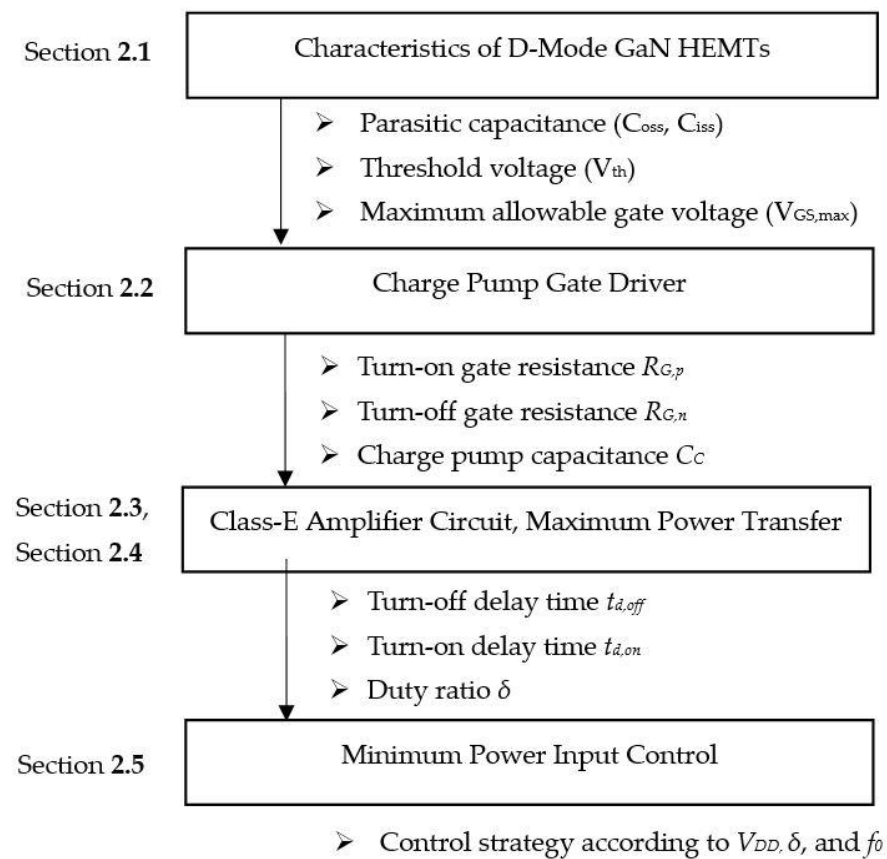 Section 2.1
Characteristics of D-Mode GaN HEMTs
➢ Parasitic capacitance (Coss, Ciss)
➢ Threshold voltage (Vth)
➢ Maximum allowable gate voltage (VGS,max)
Section 2.2
Charge Pump Gate Driver
➢ Turn-on gate resistance RG,p
➢ Turn-off gate resistance RG,n
➢ Charge pump capacitance CC
Section 2.3,
Section 2.4
Class-E Amplifier Circuit, Maximum Power Transfer
➢ Turn-off delay time td,off
➢ Turn-on delay time td,on
➢ Duty ratio δ
Section 2.5
Minimum Power Input Control
➢ Control strategy according to VDD, δ, and f0